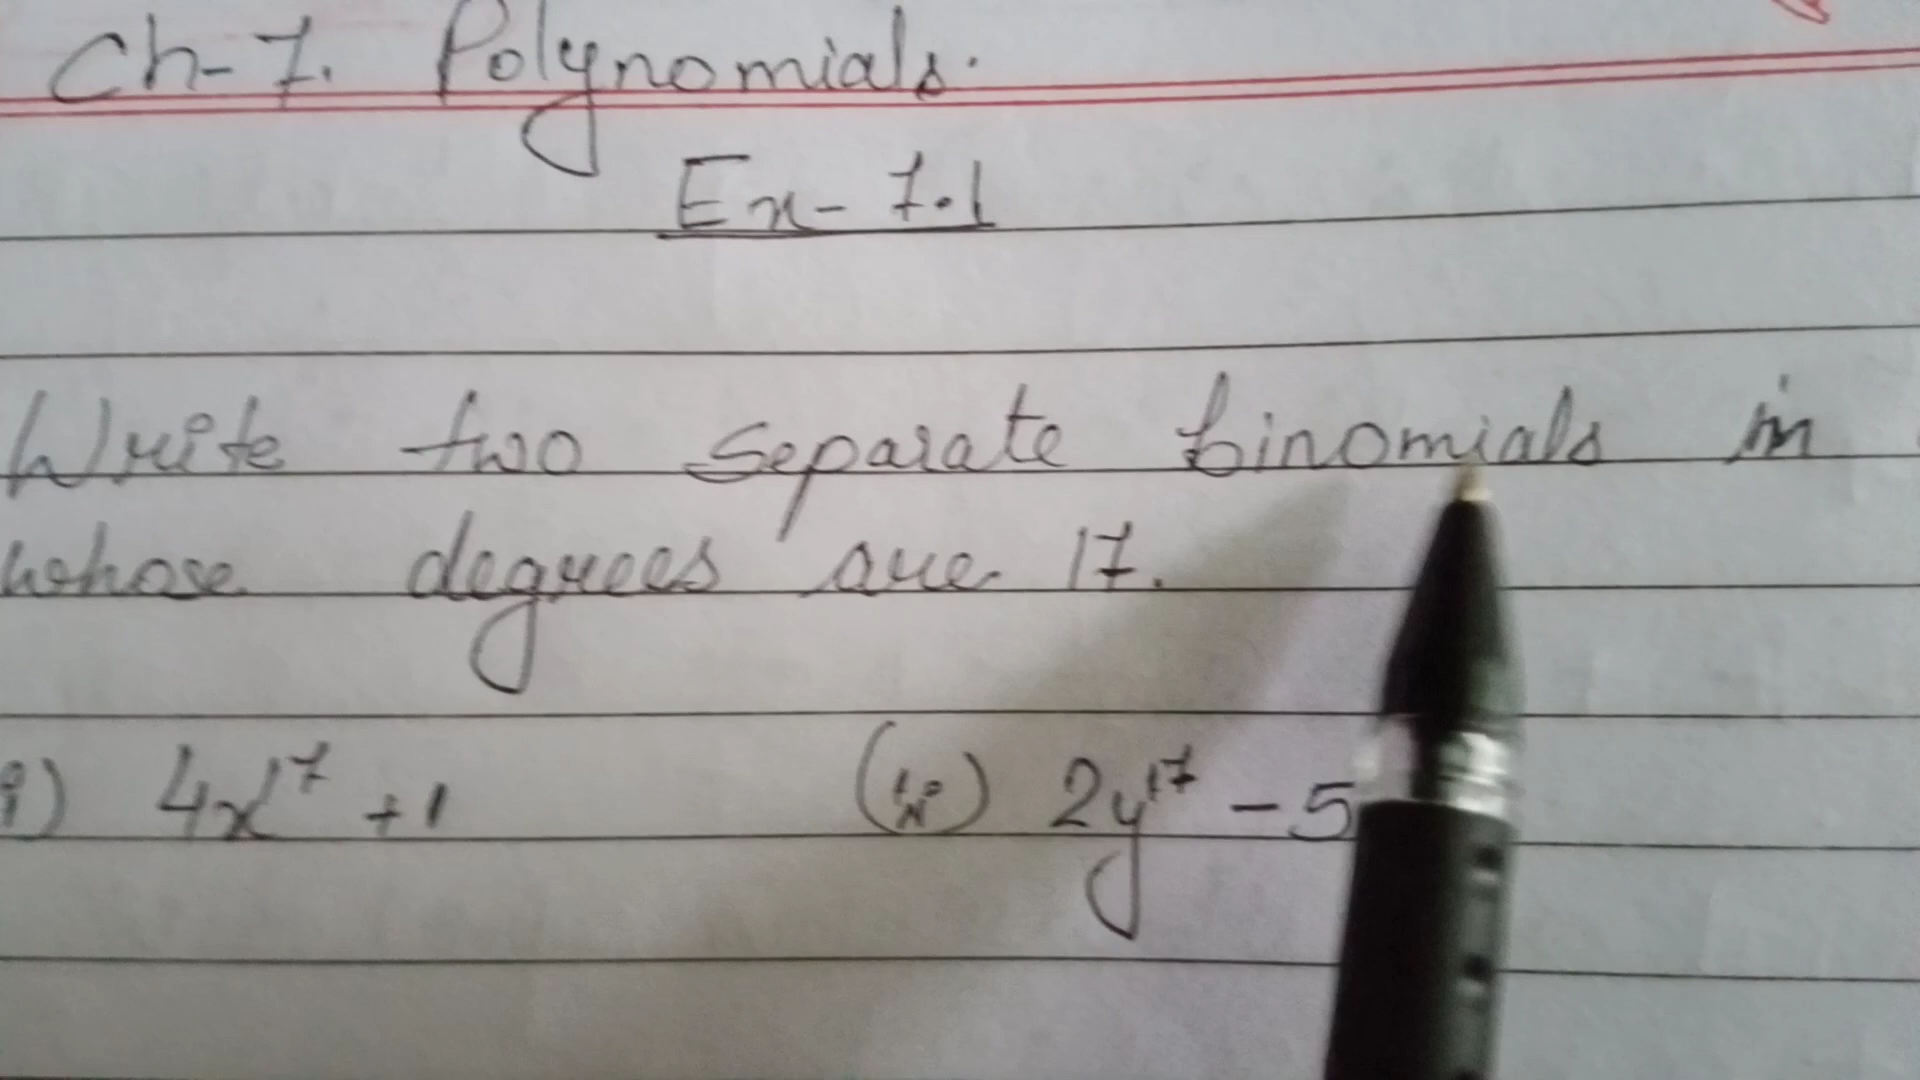 Ch-7. Polynomials.
Ex-7.1
Write two separate binomials in
whose degrees are 17.
i) 4x¹⁷ + 1 (ii) 2y¹⁷ - 5